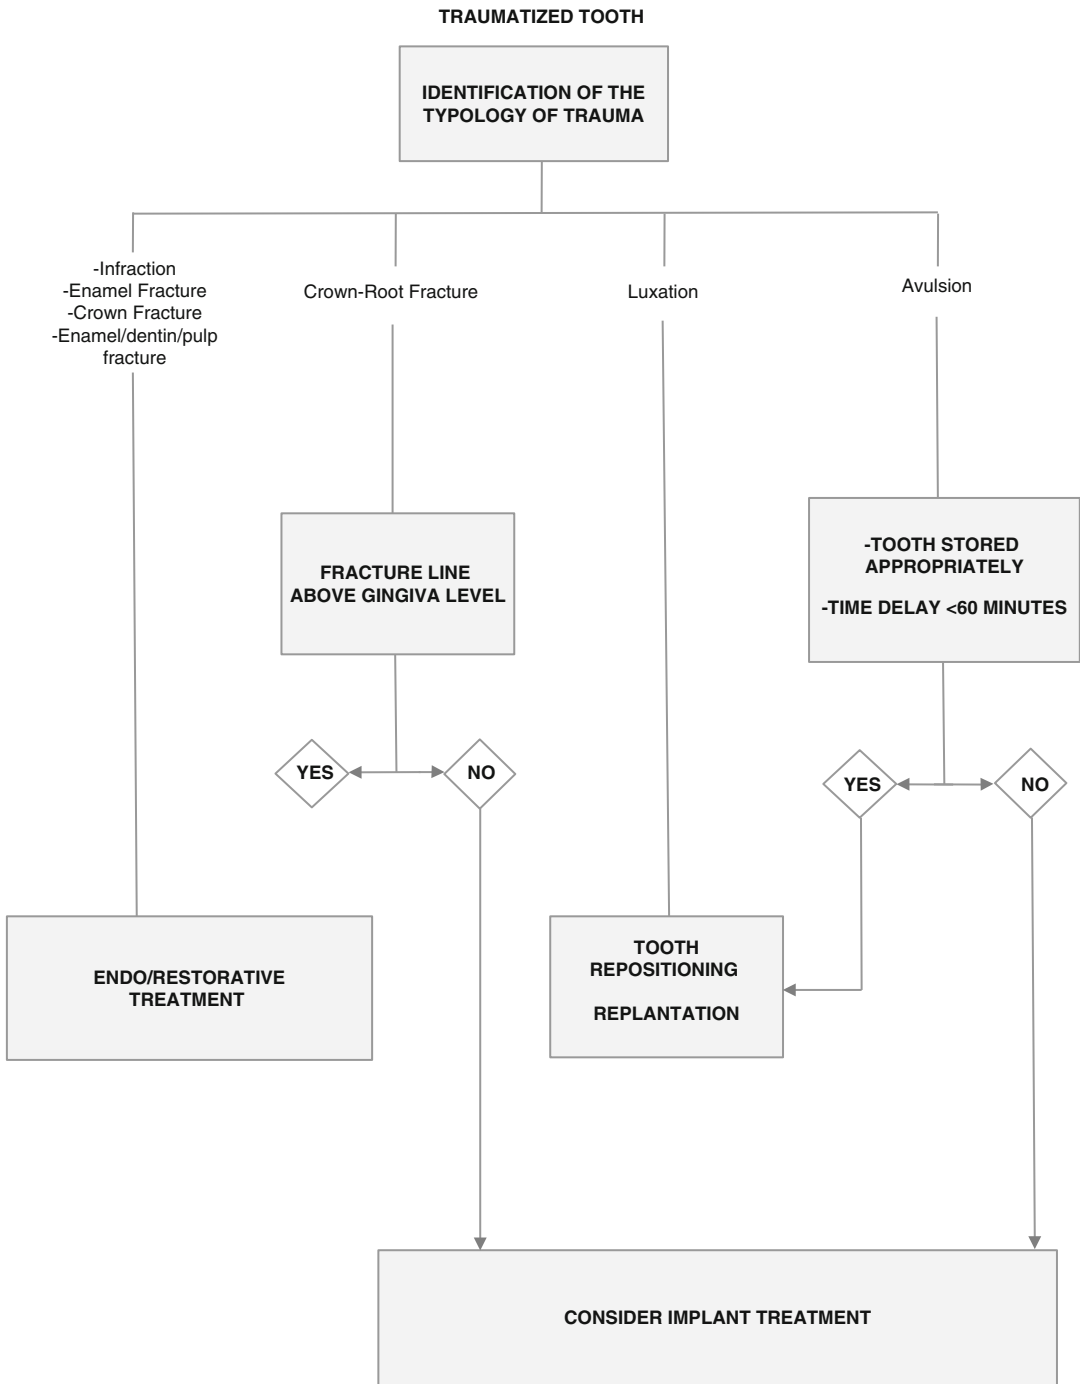 TRAUMATIZED TOOTH
IDENTIFICATION OF THE
TYPOLOGY OF TRAUMA
-Infraction
-Enamel Fracture
-Crown Fracture
-Enamel/dentin/pulp
fracture
Crown-Root Fracture
Luxation
Avulsion
FRACTURE LINE
ABOVE GINGIVA LEVEL
-TOOTH STORED
APPROPRIATELY
-TIME DELAY <60 MINUTES
YES
NO
YES
NO
ENDO/RESTORATIVE
TREATMENT
TOOTH
REPOSITIONING
REPLANTATION
CONSIDER IMPLANT TREATMENT